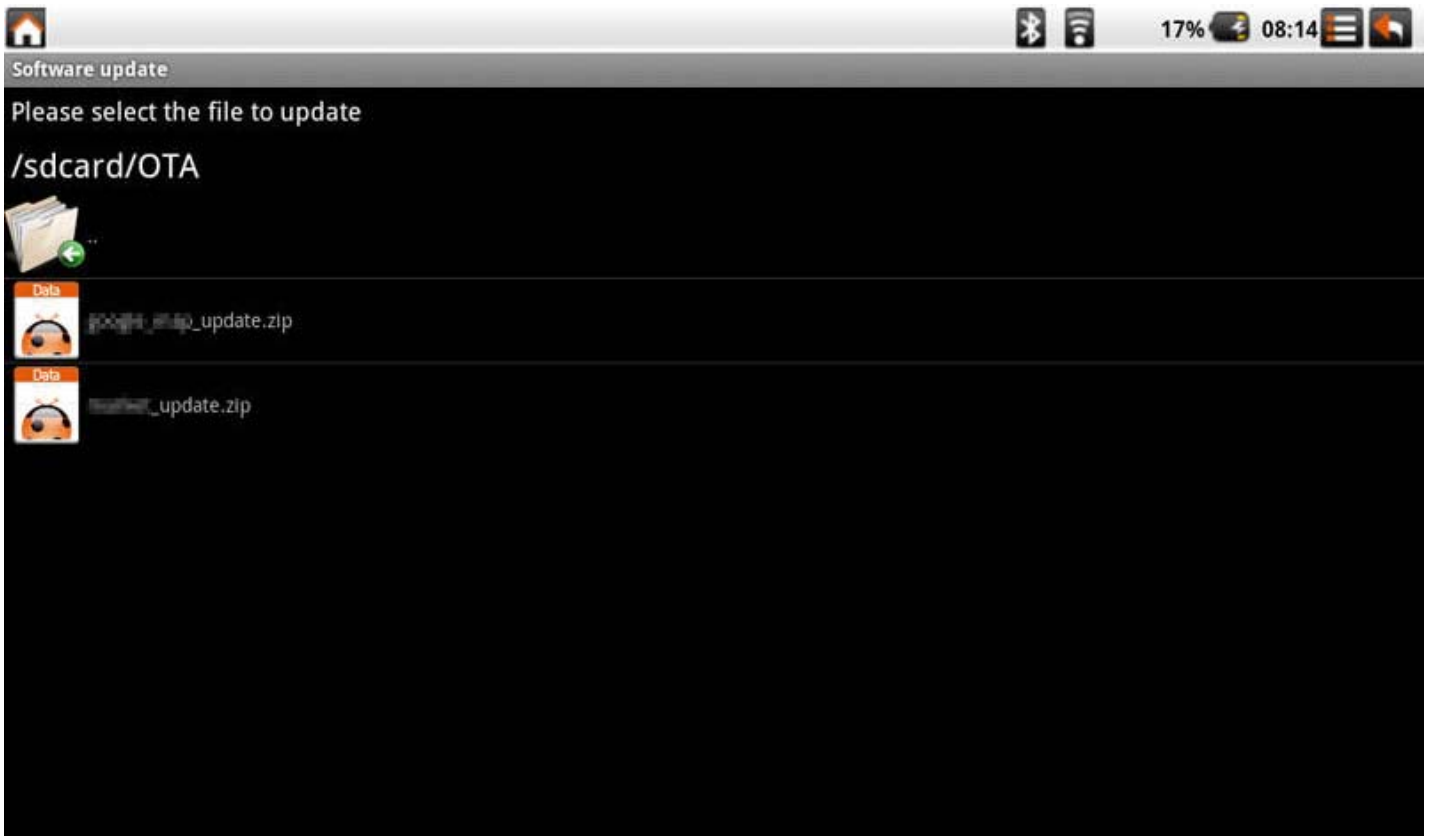 17% 08:14
Software update
Please select the file to update
/sdcard/OTA
..
Data
_update.zip
Data
_update.zip